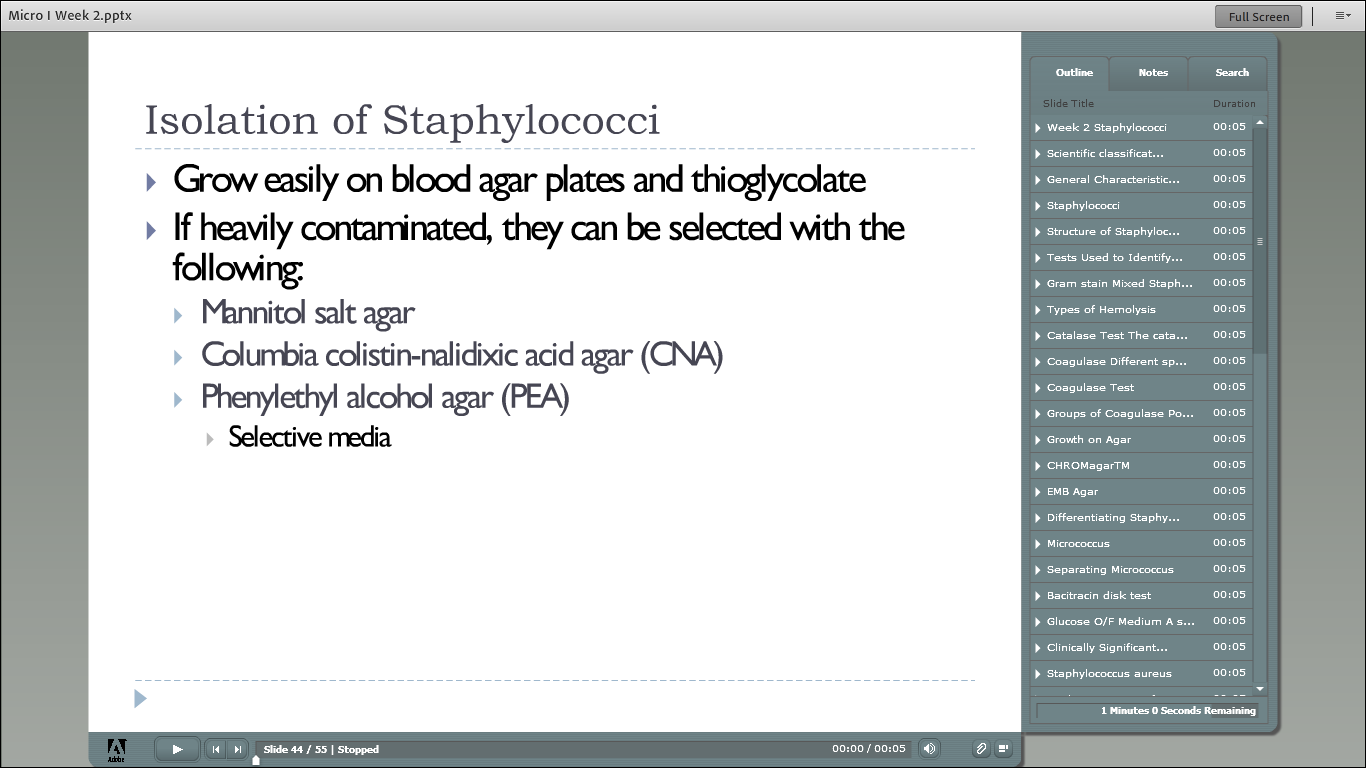 Micro I Week 2.pptx
Full Screen
Isolation of Staphylococci
Grow easily on blood agar plates and thioglycolate
If heavily contaminated, they can be selected with the
following:
Mannitol salt agar
Columbia colistin-nalidixic acid agar (CNA)
Phenylethyl alcohol agar (PEA)
Selective media
Outline Notes Search
Slide Title Duration
Week 2 Staphylococci 00:05
Scientific classificat... 00:05
General Characteristic... 00:05
Staphylococci 00:05
Structure of Staphyloc... 00:05
Tests Used to Identify... 00:05
Gram stain Mixed Staph... 00:05
Types of Hemolysis 00:05
Catalase Test The cata... 00:05
Coagulase Different sp... 00:05
Coagulase Test 00:05
Groups of Coagulase Po... 00:05
Growth on Agar 00:05
CHROMagarTM 00:05
EMB Agar 00:05
Differentiating Staphy... 00:05
Micrococcus 00:05
Separating Micrococcus 00:05
Bacitracin disk test 00:05
Glucose O/F Medium A s... 00:05
Clinically Significant... 00:05
Staphylococcus aureus 00:05
1 Minutes 0 Seconds Remaining
Adobe
Slide 44 / 55 | Stopped 00:00 / 00:05